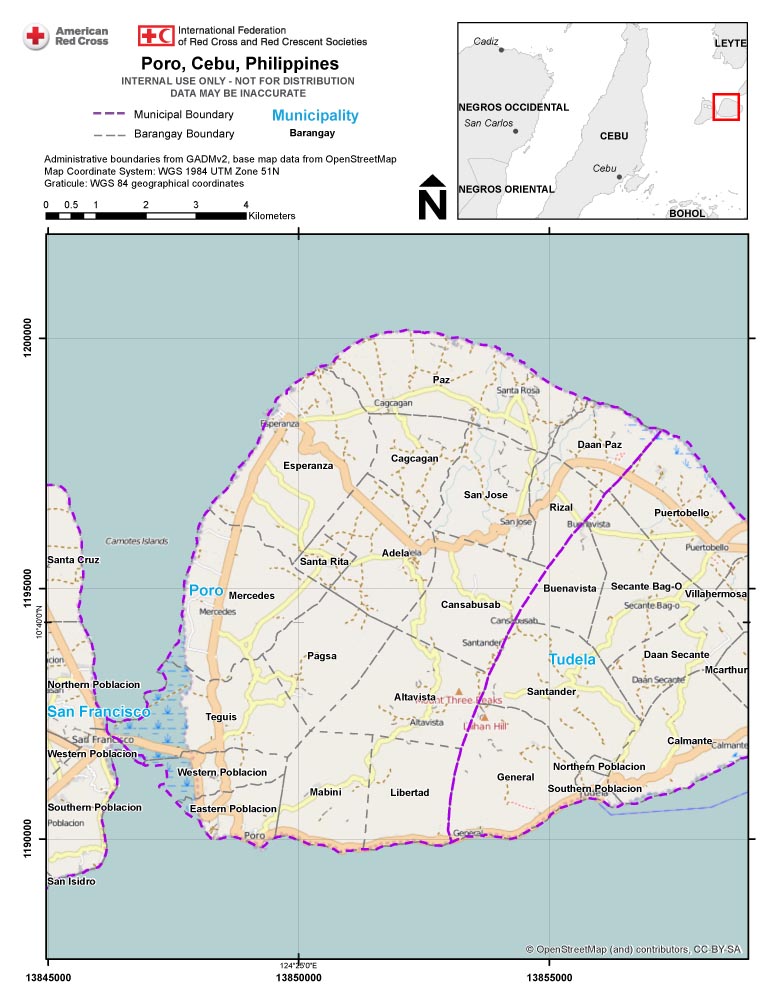 American
Red Cross
International Federation
of Red Cross and Red Crescent Societies
Poro, Cebu, Philippines
INTERNAL USE ONLY - NOT FOR DISTRIBUTION
DATA MAY BE INACCURATE
Municipal Boundary
Municipality
Barangay Boundary
Barangay
Administrative boundaries from GADMv2, base map data from OpenStreetMap
Map Coordinate System: WGS 1984 UTM Zone 51N
Graticule: WGS 84 geographical coordinates
0 0.5 1 2 3 4
Kilometers
N
Cadiz
LEYTE
NEGROS OCCIDENTAL
San Carlos
CEBU
Cebu
NEGROS ORIENTAL
BOHOL
1200000
Paz
Santa Rosa
Cagcagan
Esperanza
Daan Paz
Cagcagan
Esperanza
San Jose
Rizal
Puertobello
San Jose
Buenavista
Camotes Islands
Puertobello
Adela
Santa Cruz
Santa Rita
1195000
Poro
Mercedes
Buenavista
Secante Bag-O
Villahermosa
Cansabusab
Secante Bag-o
Mercedes
10°40'0"N
Cansabusab
Santander
Pagsa
Tudela
Daan Secante
Mcarthur
Northern Poblacion
Daan Secante
Santander
Altavista
Mount Three Peaks
San Francisco
Teguis
Altavista
Lahan Hill
San Francisco
Calmante
Calmante
Western Poblacion
Western Poblacion
Northern Poblacion
General
Mabini
Libertad
Southern Poblacion
Southern Poblacion
Eastern Poblacion
Tudela
Poblacion
Poro
General
1190000
San Isidro
© OpenStreetMap (and) contributors, CC-BY-SA
124°25'0"E
13845000
13850000
13855000